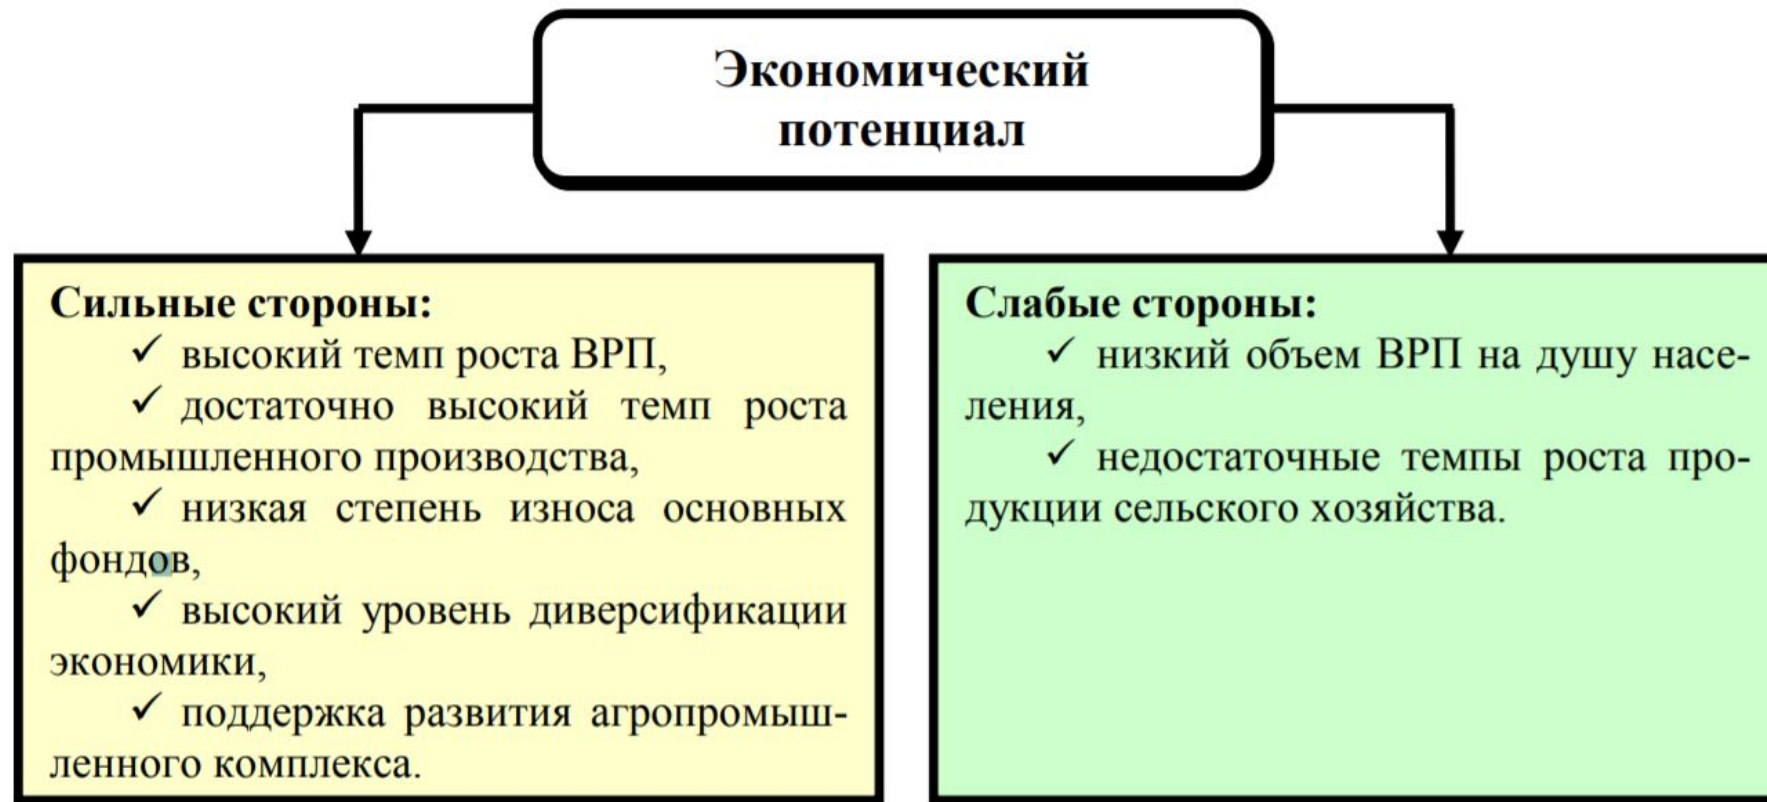 Экономический
потенциал
Сильные стороны:
✓ высокий темп роста ВРП,
✓ достаточно высокий темп роста
промышленного производства,
✓ низкая степень износа основных
фондов,
✓ высокий уровень диверсификации
экономики,
✓ поддержка развития агропромыш-
ленного комплекса.
Слабые стороны:
✓ низкий объем ВРП на душу насе-
ления,
✓ недостаточные темпы роста про-
дукции сельского хозяйства.